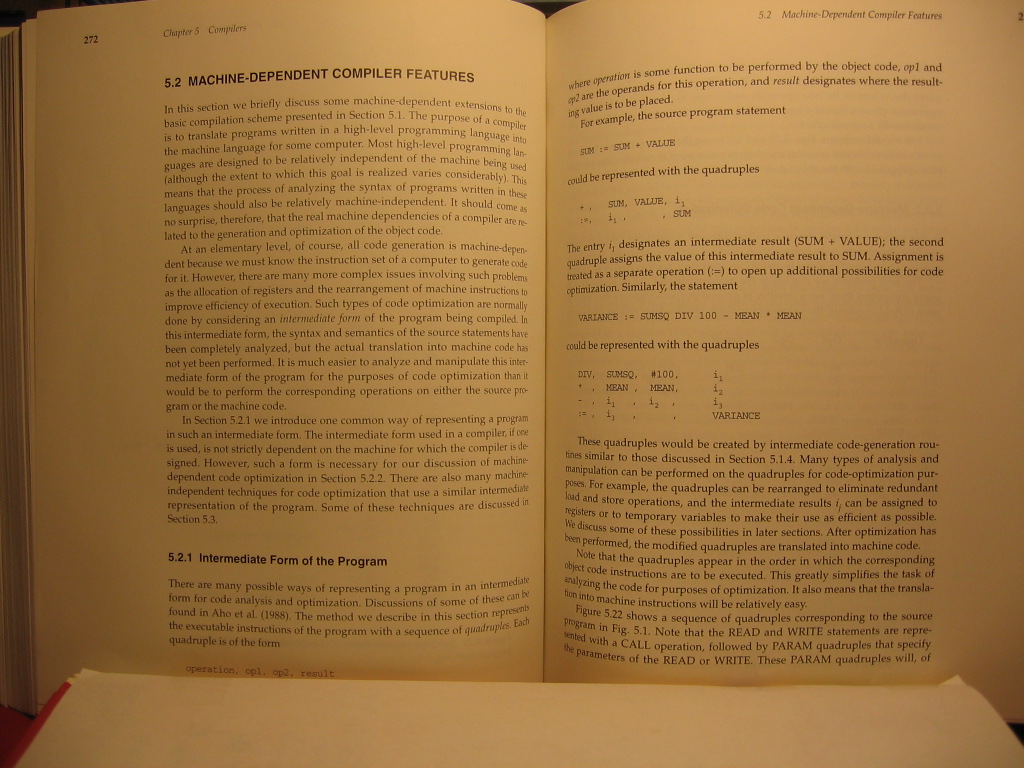 272
Chapter 5 Compilers
5.2 MACHINE-DEPENDENT COMPILER FEATURES
In this section we briefly discuss some machine-dependent extensions to the
basic compilation scheme presented in Section 5.1. The purpose of a compiler
is to translate programs written in a high-level programming language into
the machine language for some computer. Most high-level programming lan-
guages are designed to be relatively independent of the machine being used
(although the extent to which this goal is realized varies considerably). This
means that the process of analyzing the syntax of programs written in these
languages should also be relatively machine-independent. It should come as
no surprise, therefore, that the real machine dependencies of a compiler are re-
lated to the generation and optimization of the object code.
At an elementary level, of course, all code generation is machine-depen-
dent because we must know the instruction set of a computer to generate code
for it. However, there are many more complex issues involving such problems
as the allocation of registers and the rearrangement of machine instructions to
improve efficiency of execution. Such types of code optimization are normally
done by considering an intermediate form of the program being compiled. In
this intermediate form, the syntax and semantics of the source statements have
been completely analyzed, but the actual translation into machine code has
not yet been performed. It is much easier to analyze and manipulate this inter-
mediate form of the program for the purposes of code optimization than it
would be to perform the corresponding operations on either the source pro-
gram or the machine code.
In Section 5.2.1 we introduce one common way of representing a program
in such an intermediate form. The intermediate form used in a compiler, if one
is used, is not strictly dependent on the machine for which the compiler is de-
signed. However, such a form is necessary for our discussion of machine-
dependent code optimization in Section 5.2.2. There are also many machine-
independent techniques for code optimization that use a similar intermediate
representation of the program. Some of these techniques are discussed in
Section 5.3.
5.2.1 Intermediate Form of the Program
There are many possible ways of representing a program in an intermediate
form for code analysis and optimization. Discussions of some of these can be
found in Aho et al. (1988). The method we describe in this section represents
the executable instructions of the program with a sequence of quadruples. Each
quadruple is of the form
operation, op1, op2, result
5.2 Machine-Dependent Compiler Features
2
where operation is some function to be performed by the object code, op1 and
op2 are the operands for this operation, and result designates where the result-
ing value is to be placed.
For example, the source program statement
SUM := SUM + VALUE
could be represented with the quadruples
+ , SUM, VALUE, i₁
:=, i₁ , , SUM
The entry i₁ designates an intermediate result (SUM + VALUE); the second
quadruple assigns the value of this intermediate result to SUM. Assignment is
treated as a separate operation (:=) to open up additional possibilities for code
optimization. Similarly, the statement
VARIANCE := SUMSQ DIV 100 - MEAN * MEAN
could be represented with the quadruples
DIV, SUMSQ, #100, i₁
* , MEAN , MEAN, i₂
- , i₁ , i₂ , i₃
:= , i₃ , , VARIANCE
These quadruples would be created by intermediate code-generation rou-
tines similar to those discussed in Section 5.1.4. Many types of analysis and
manipulation can be performed on the quadruples for code-optimization pur-
poses. For example, the quadruples can be rearranged to eliminate redundant
load and store operations, and the intermediate results iⱼ can be assigned to
registers or to temporary variables to make their use as efficient as possible.
We discuss some of these possibilities in later sections. After optimization has
been performed, the modified quadruples are translated into machine code.
Note that the quadruples appear in the order in which the corresponding
object code instructions are to be executed. This greatly simplifies the task of
analyzing the code for purposes of optimization. It also means that the transla-
tion into machine instructions will be relatively easy.
Figure 5.22 shows a sequence of quadruples corresponding to the source
program in Fig. 5.1. Note that the READ and WRITE statements are repre-
sented with a CALL operation, followed by PARAM quadruples that specify
the parameters of the READ or WRITE. These PARAM quadruples will, of